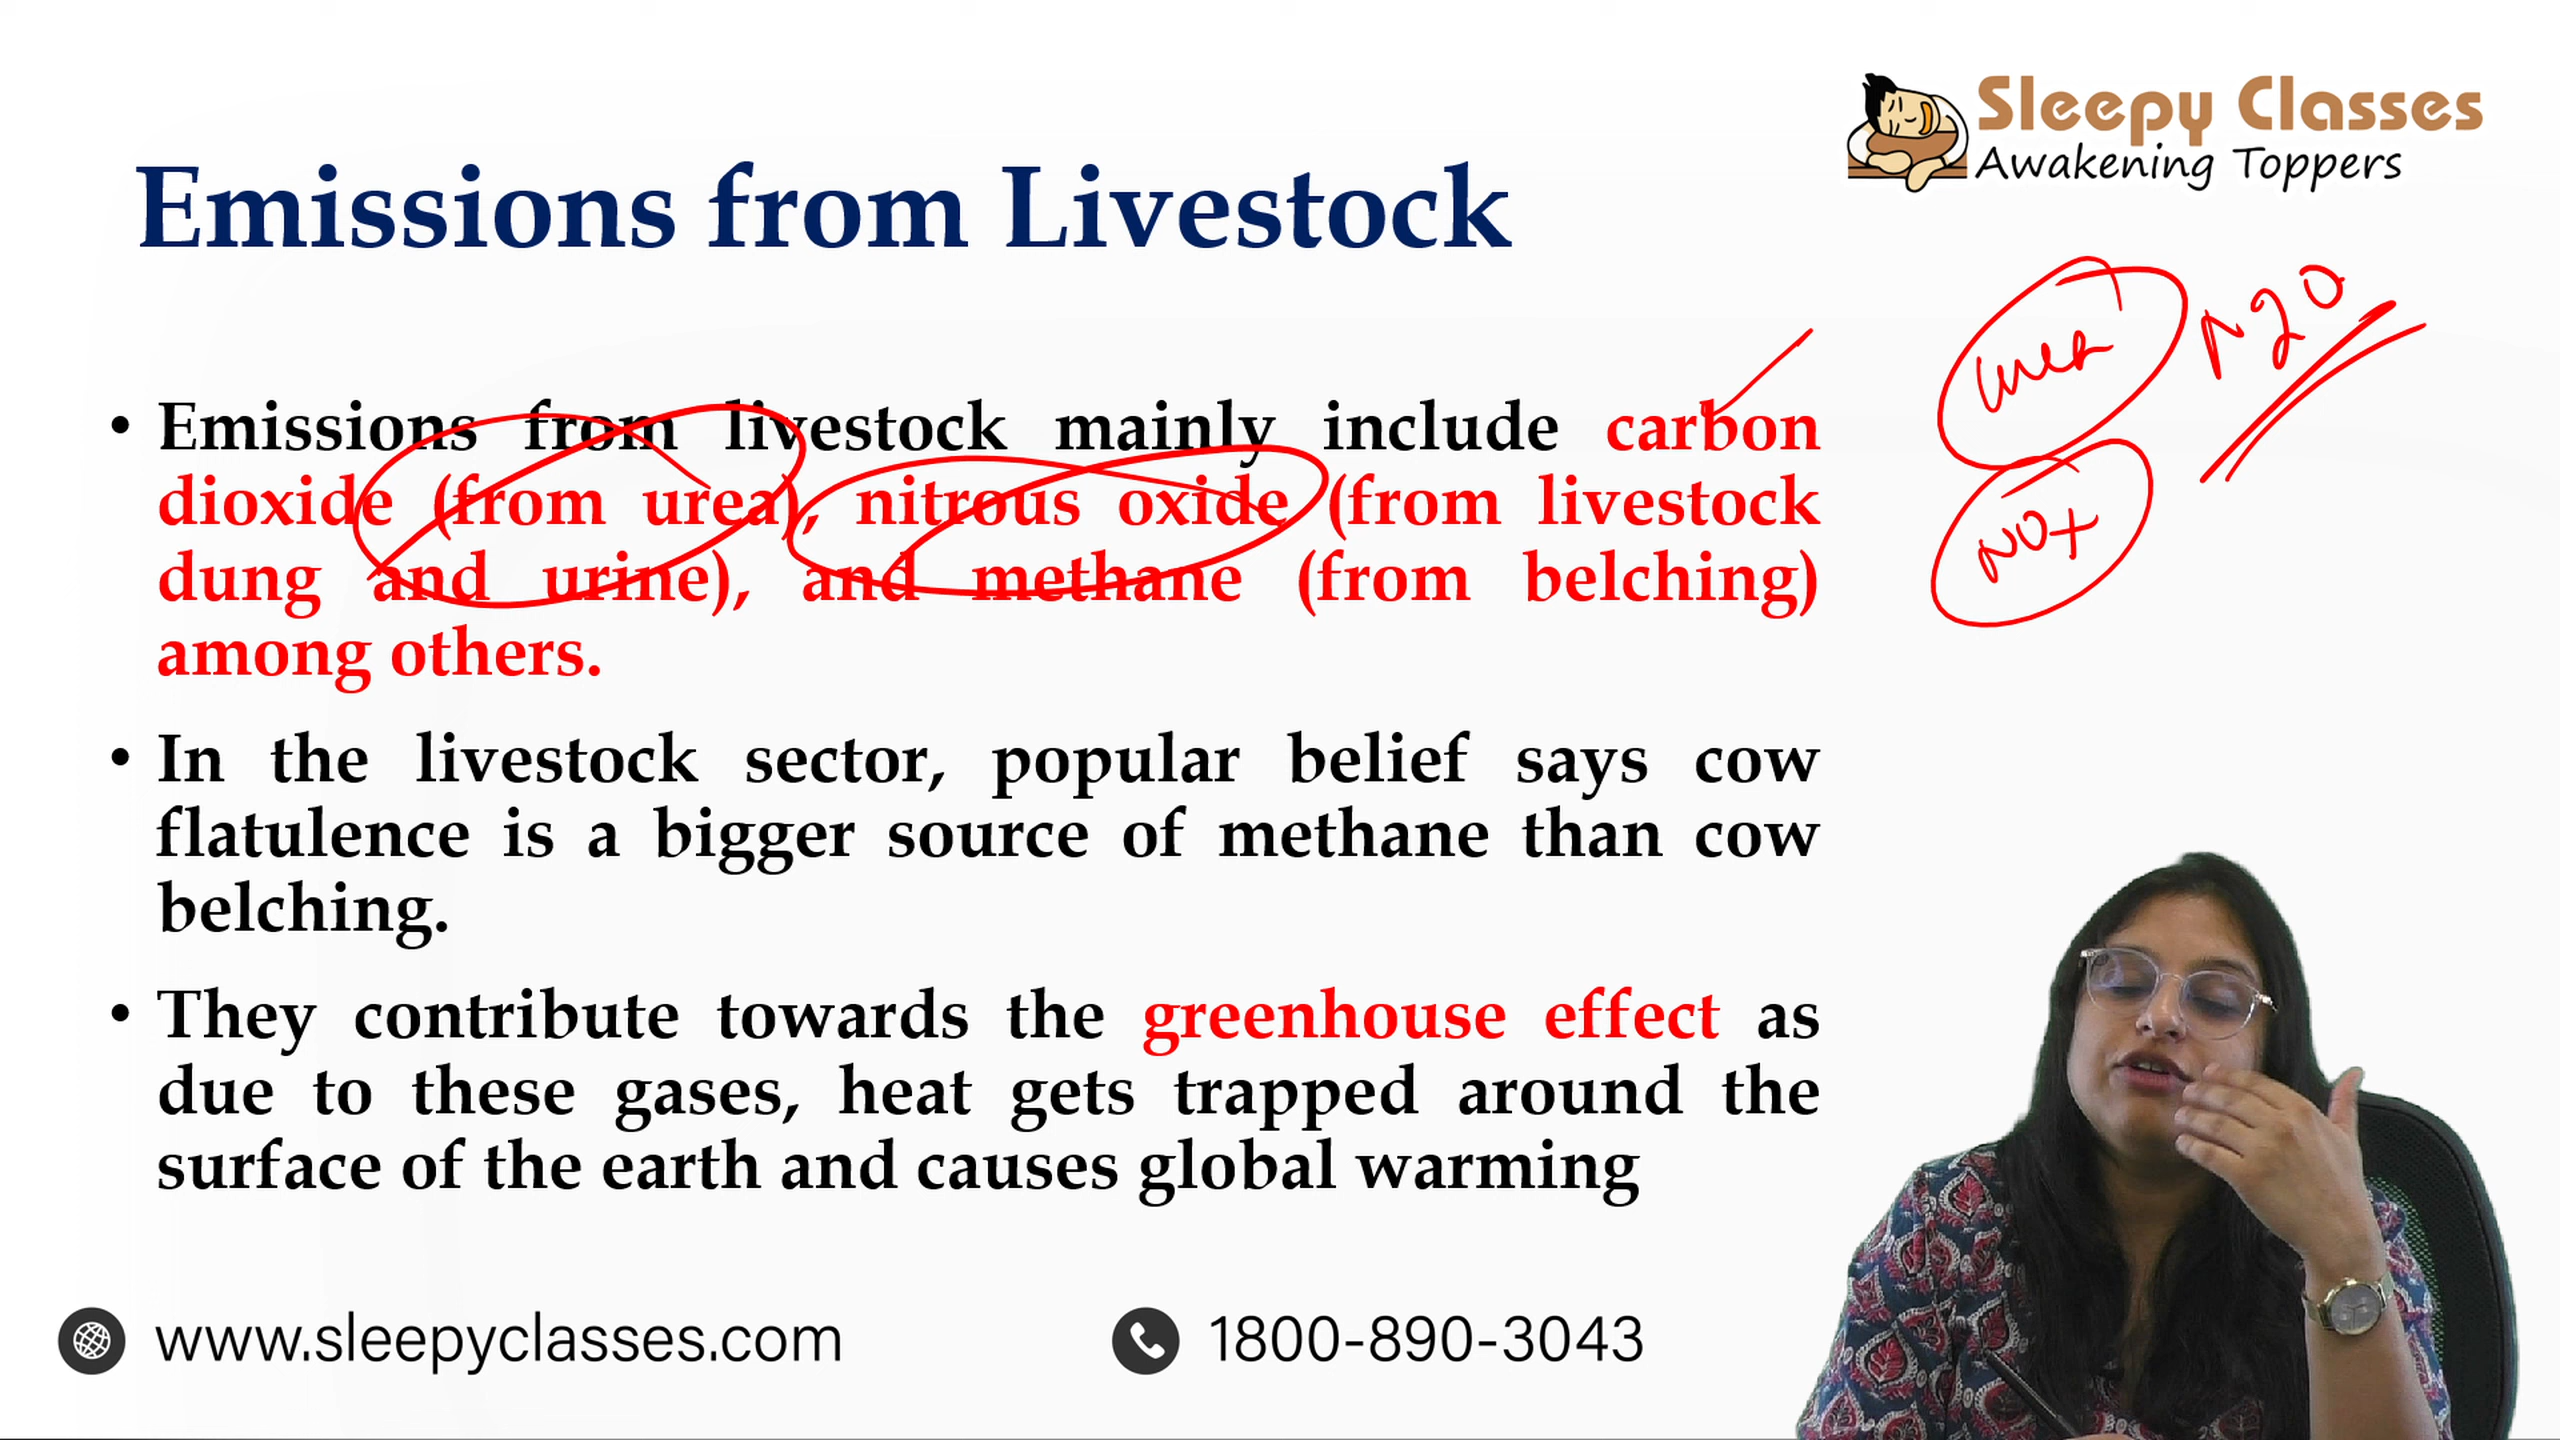 Sleepy Classes
Awakening Toppers
Emissions from Livestock
• Emissions from livestock mainly include carbon
dioxide (from urea), nitrous oxide (from livestock
dung and urine), and methane (from belching)
among others.
• In the livestock sector, popular belief says cow
flatulence is a bigger source of methane than cow
belching.
• They contribute towards the greenhouse effect as
due to these gases, heat gets trapped around the
surface of the earth and causes global warming
urea
N2O
NOx
www.sleepyclasses.com
1800-890-3043